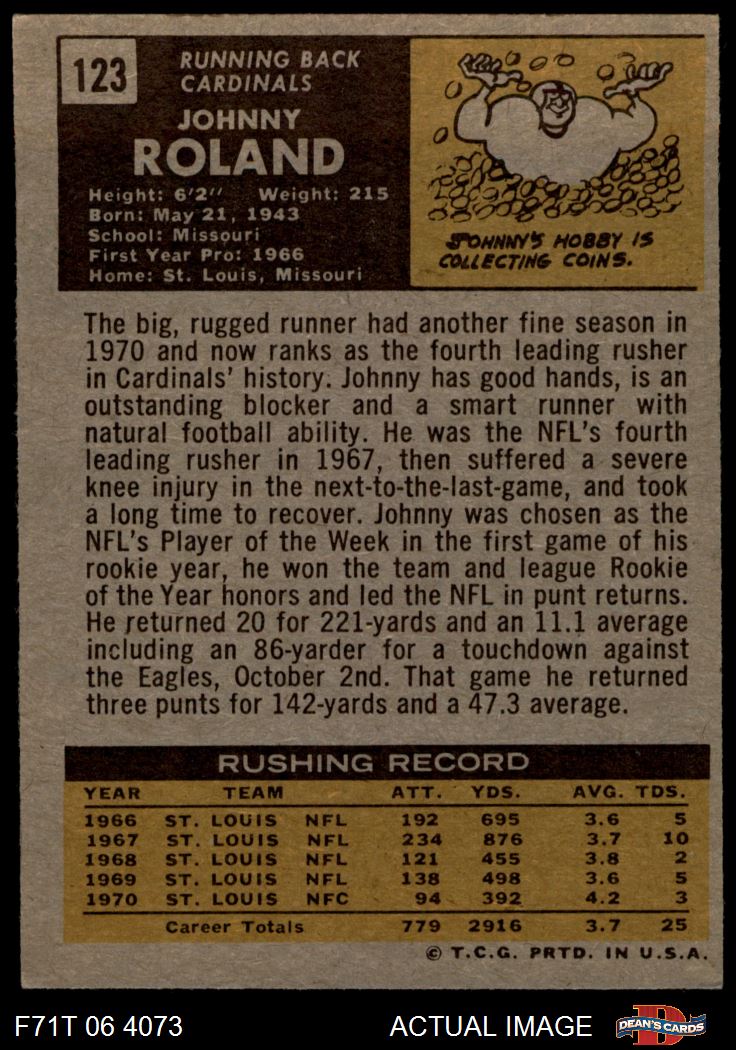 123
RUNNING BACK
CARDINALS
JOHNNY
ROLAND
Height: 6'2" Weight: 215
Born: May 21, 1943
School: Missouri
First Year Pro: 1966
Home: St. Louis, Missouri
JOHNNY'S HOBBY IS
COLLECTING COINS.
The big, rugged runner had another fine season in
1970 and now ranks as the fourth leading rusher
in Cardinals' history. Johnny has good hands, is an
outstanding blocker and a smart runner with
natural football ability. He was the NFL's fourth
leading rusher in 1967, then suffered a severe
knee injury in the next-to-the-last-game, and took
a long time to recover. Johnny was chosen as the
NFL's Player of the Week in the first game of his
rookie year, he won the team and league Rookie
of the Year honors and led the NFL in punt returns.
He returned 20 for 221-yards and an 11.1 average
including an 86-yarder for a touchdown against
the Eagles, October 2nd. That game he returned
three punts for 142-yards and a 47.3 average.
RUSHING RECORD
YEAR TEAM ATT. YDS. AVG. TDS.
1966 ST. LOUIS NFL 192 695 3.6 5
1967 ST. LOUIS NFL 234 876 3.7 10
1968 ST. LOUIS NFL 121 455 3.8 2
1969 ST. LOUIS NFL 138 498 3.6 5
1970 ST. LOUIS NFC 94 392 4.2 3
Career Totals 779 2916 3.7 25
© T.C.G. PRTD. IN U.S.A.
F71T 06 4073 ACTUAL IMAGE
D
DEAN'S CARDS